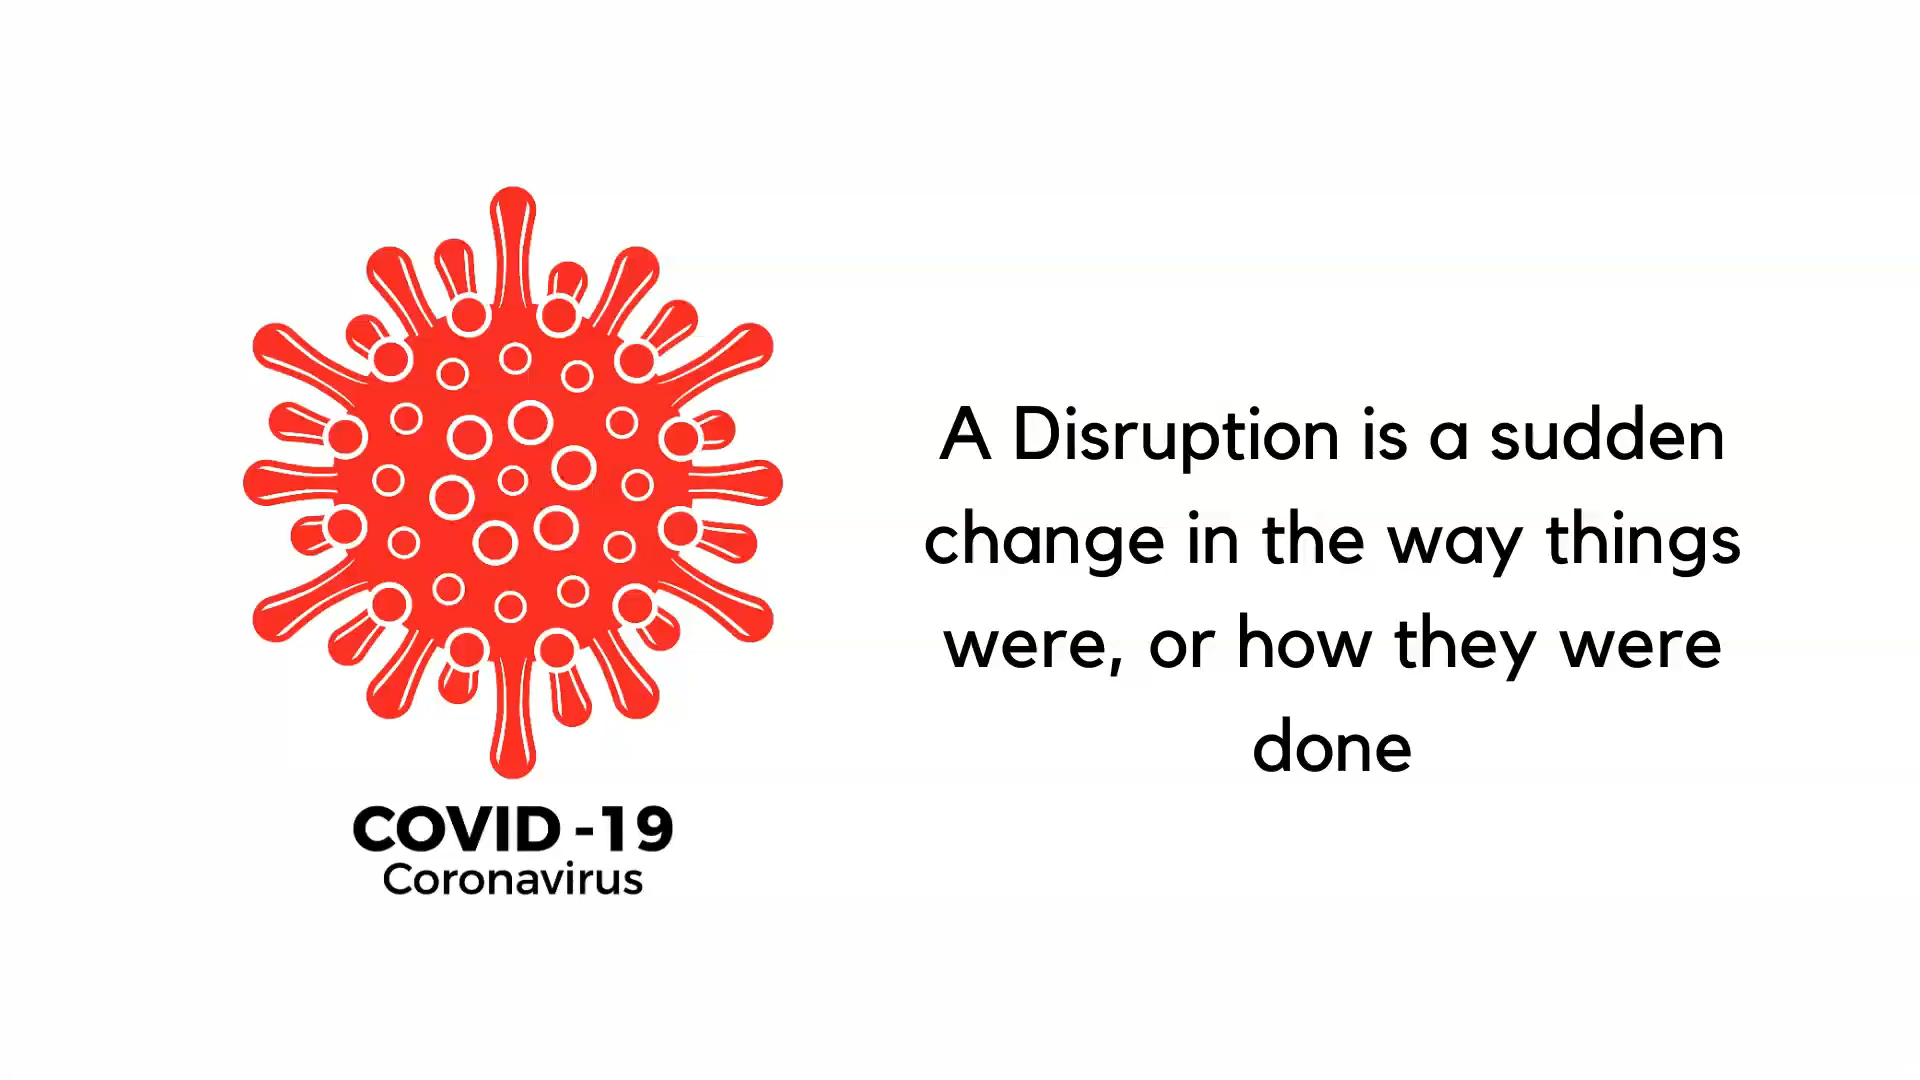 COVID -19
Coronavirus
A Disruption is a sudden
change in the way things
were, or how they were
done